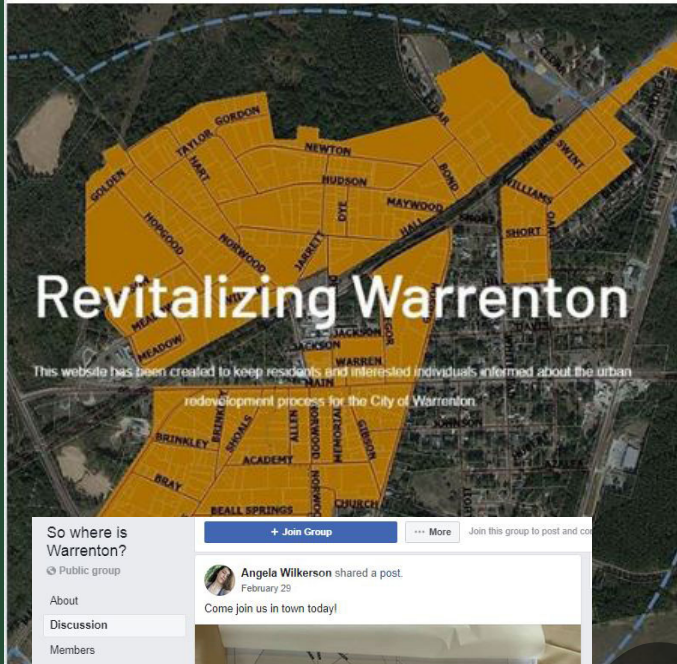 GORDON
TAYLOR
HART
NEWTON
GOLDEN
HUDSON
BOND
SWINT
WILLIAMS
DYE
MAYWOOD
HALL
SHORT
OAK
SHORT
HOPGOOD
NORWOOD
JARRETT
Revitalizing Warrenton
MEADOW
JACKSON
JACKSON
WARREN
This website has been created to keep residents and interested individuals informed about the urban
MAIN
redevelopment process for the City of Warrenton.
BRINKLEY
SHOALS
ALLEN
NORWOOD
MEMORIAL
GIBSON
JOHNSON
BRINKLEY
ACADEMY
BRAY
NORWOOD
BEALL SPRINGS
CHURCH
So where is
Warrenton?
Public group
About
Discussion
Members
+ Join Group
··· More
Join this group to post and
Angela Wilkerson shared a post.
February 29
Come join us in town today!